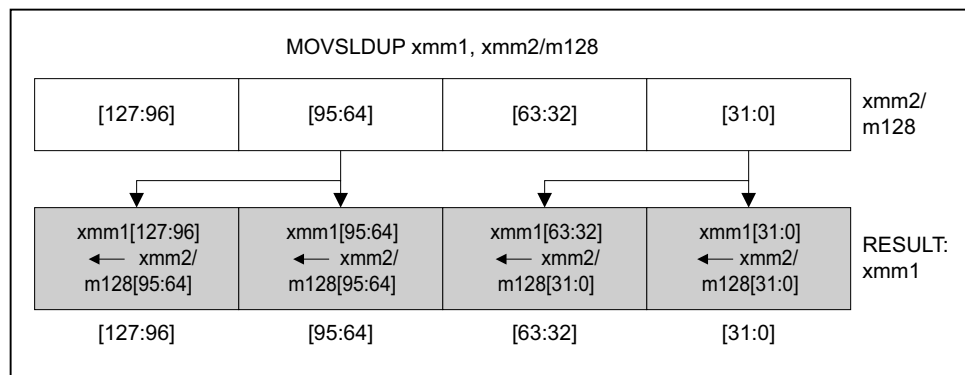 MOVSLDUP xmm1, xmm2/m128
[127:96] [95:64] [63:32] [31:0] xmm2/
m128
xmm1[127:96] xmm1[95:64] xmm1[63:32] xmm1[31:0] RESULT:
← xmm2/ ← xmm2/ ← xmm2/ ← xmm2/ xmm1
m128[95:64] m128[95:64] m128[31:0] m128[31:0]
[127:96] [95:64] [63:32] [31:0]